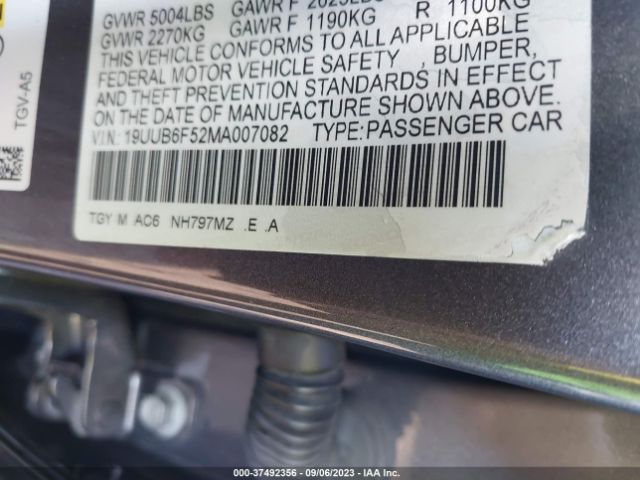 GVWR 5004LBS GAWR F
GVWR 2270KG GAWR F 1190KG R 1100KG
THIS VEHICLE CONFORMS TO ALL APPLICABLE
FEDERAL MOTOR VEHICLE SAFETY , BUMPER,
AND THEFT PREVENTION STANDARDS IN EFFECT
ON THE DATE OF MANUFACTURE SHOWN ABOVE.
V.I.N: 19UUB6F52MA007082 TYPE:PASSENGER CAR
TGY M AC6 NH797MZ .E .A
TGV-A5
000-37492356 - 09/06/2023 - IAA Inc.